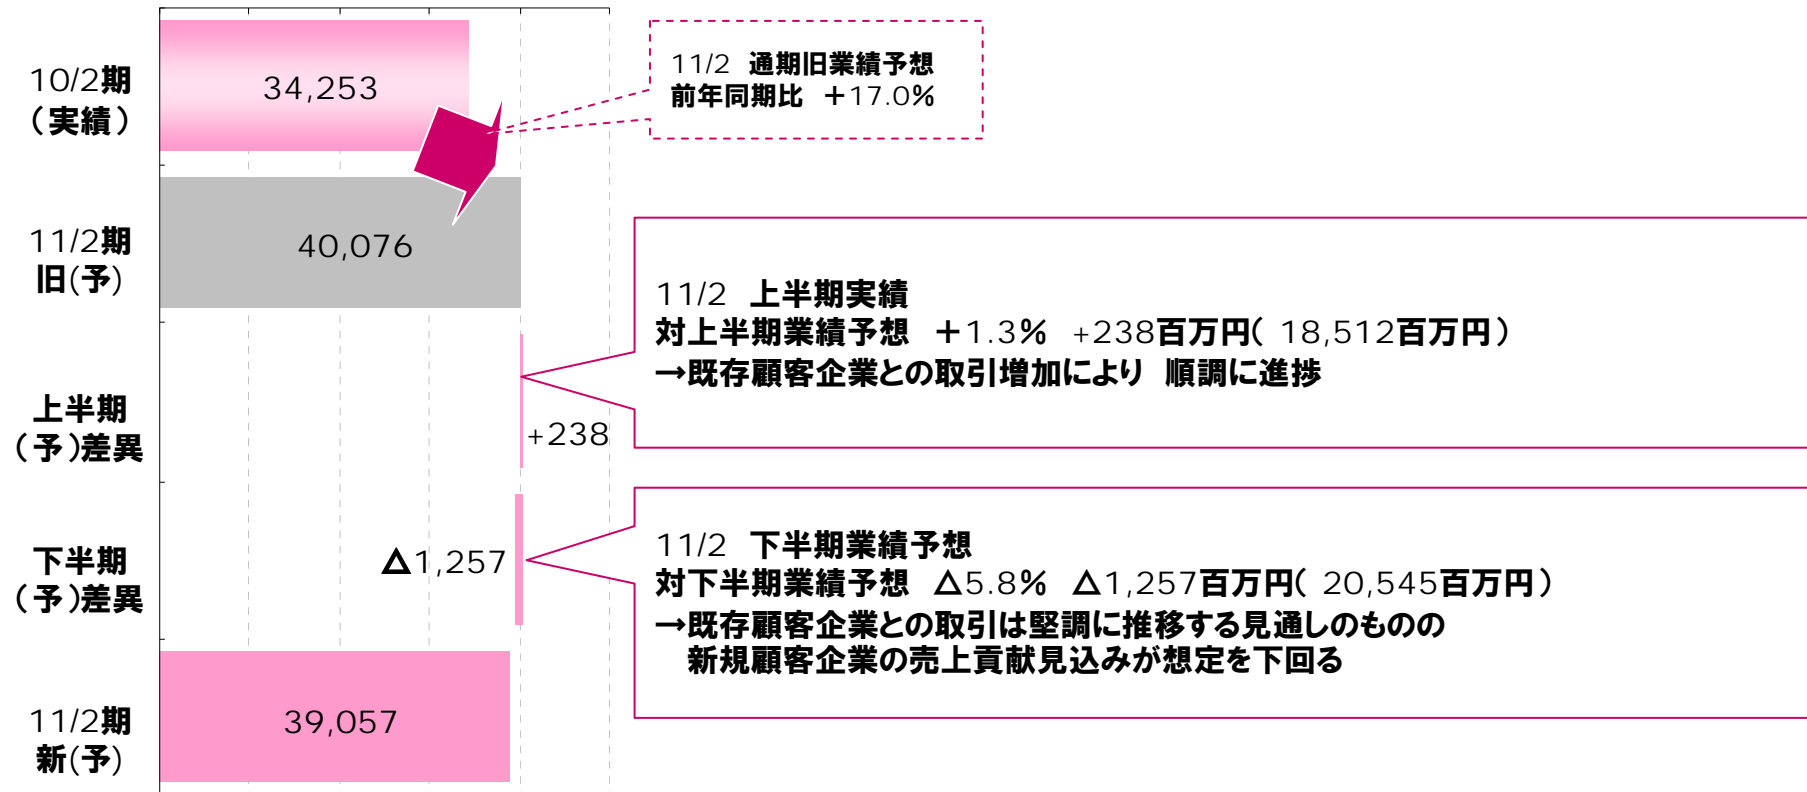 10/2期
（実績）
34,253
11/2 通期旧業績予想
前年同期比 ＋17.0%
11/2期
旧(予)
40,076
11/2 上半期実績
対上半期業績予想 ＋1.3% +238百万円( 18,512百万円）
→既存顧客企業との取引増加により 順調に進捗
上半期
（予）差異
+238
11/2 下半期業績予想
対下半期業績予想 Δ5.8% Δ1,257百万円( 20,545百万円）
→既存顧客企業との取引は堅調に推移する見通しのものの
新規顧客企業の売上貢献見込みが想定を下回る
下半期
（予）差異
Δ1,257
11/2期
新(予)
39,057